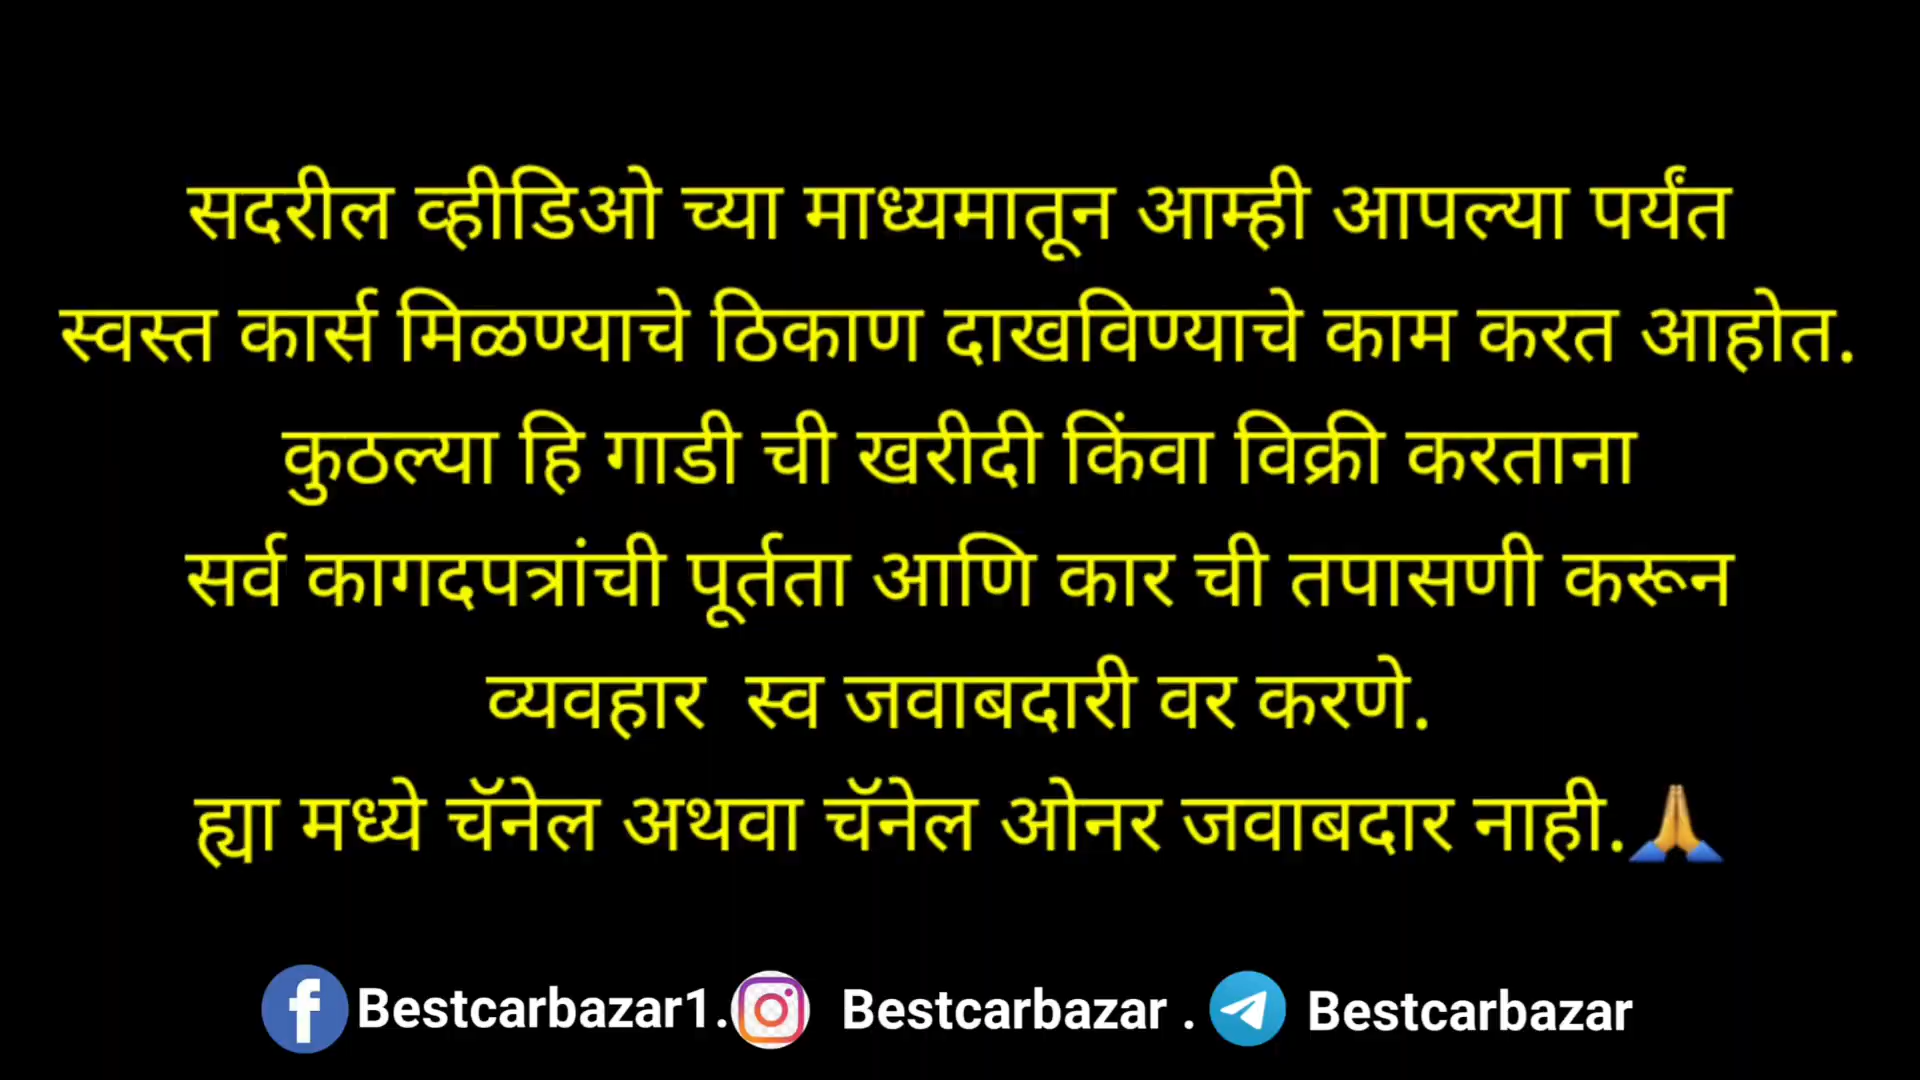 सदरील व्हीडिओ च्या माध्यमातून आम्ही आपल्या पर्यंत
स्वस्त कार्स मिळण्याचे ठिकाण दाखविण्याचे काम करत आहोत.
कुठल्या हि गाडी ची खरीदी किंवा विक्री करताना
सर्व कागदपत्रांची पूर्तता आणि कार ची तपासणी करून
व्यवहार  स्व जवाबदारी वर करणे.
ह्या मध्ये चॅनेल अथवा चॅनेल ओनर जवाबदार नाही.🙏
Bestcarbazar1. Bestcarbazar . Bestcarbazar